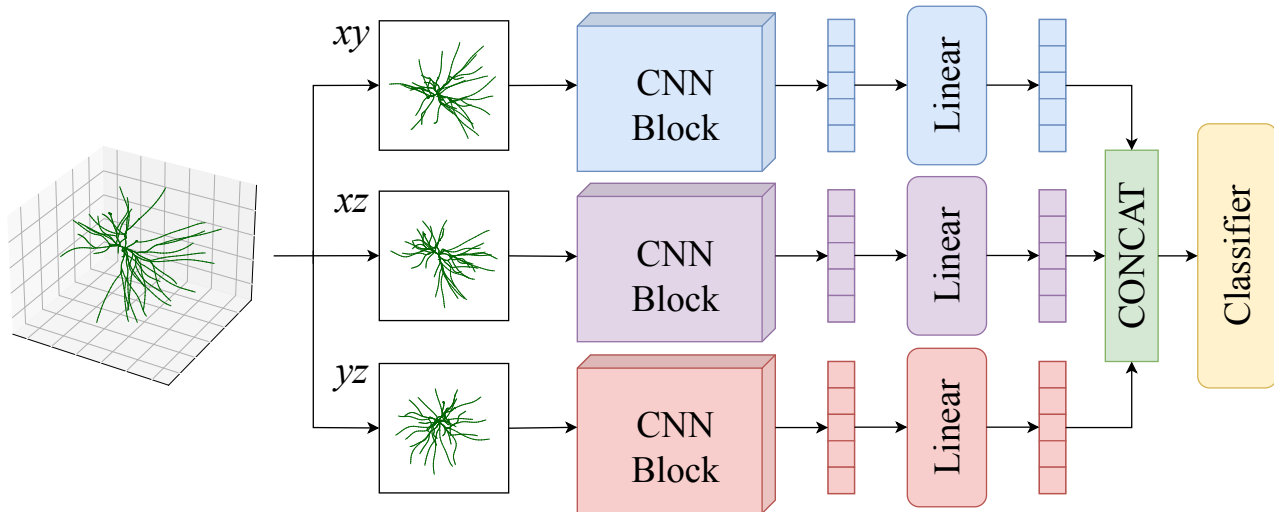 xy
CNN
Block
Linear
xz
CNN
Block
Linear
yz
CNN
Block
Linear
CONCAT
Classifier